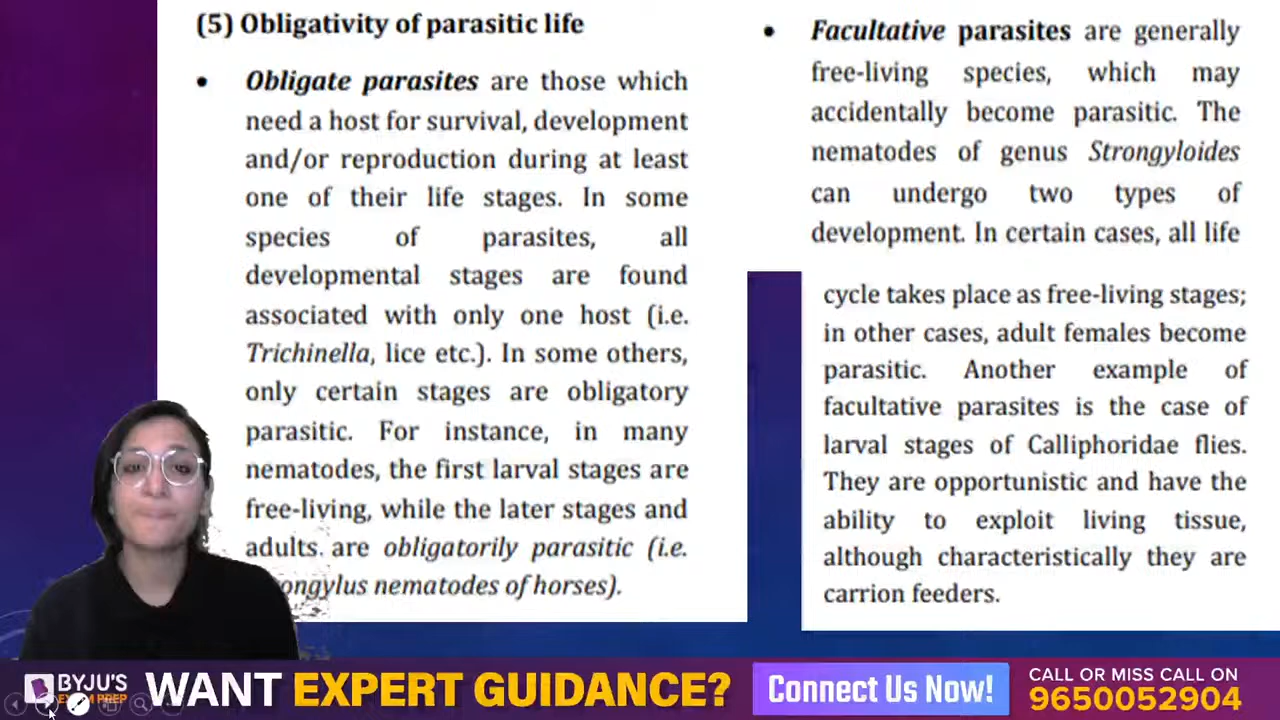 (5) Obligativity of parasitic life
• Obligate parasites are those which
need a host for survival, development
and/or reproduction during at least
one of their life stages. In some
species of parasites, all
developmental stages are found
associated with only one host (i.e.
Trichinella, lice etc.). In some others,
only certain stages are obligatory
parasitic. For instance, in many
nematodes, the first larval stages are
free-living, while the later stages and
adults are obligatorily parasitic (i.e.
ongylus nematodes of horses).
• Facultative parasites are generally
free-living species, which may
accidentally become parasitic. The
nematodes of genus Strongyloides
can undergo two types of
development. In certain cases, all life
cycle takes place as free-living stages;
in other cases, adult females become
parasitic. Another example of
facultative parasites is the case of
larval stages of Calliphoridae flies.
They are opportunistic and have the
ability to exploit living tissue,
although characteristically they are
carrion feeders.
BYJU'S
EXAM PREP
WANT EXPERT GUIDANCE?
Connect Us Now!
CALL OR MISS CALL ON
9650052904